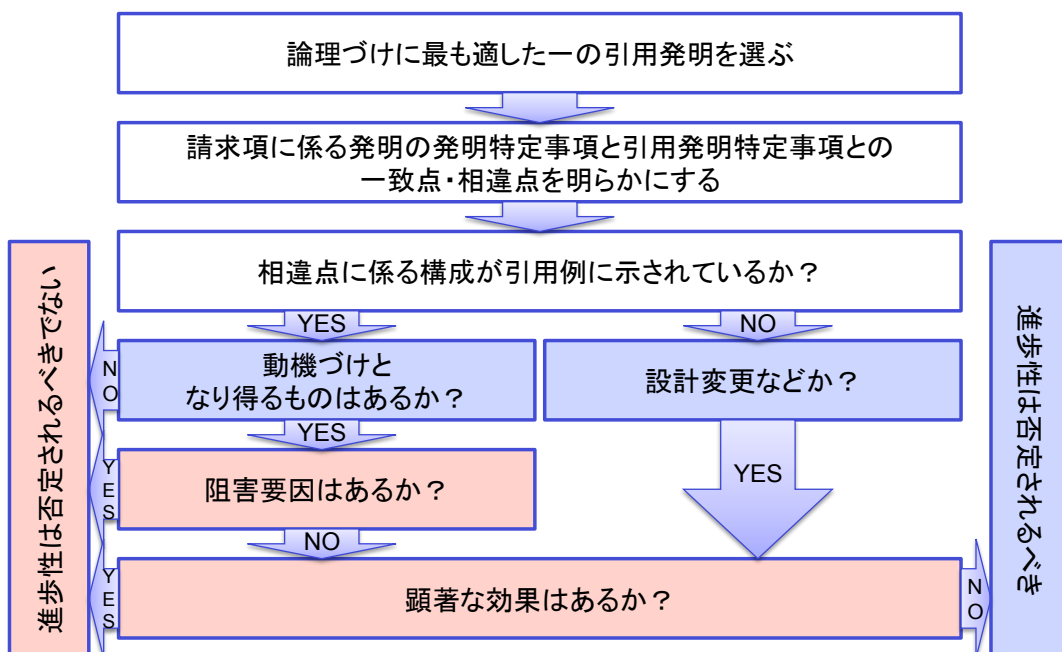 論理づけに最も適した一の引用発明を選ぶ
請求項に係る発明の発明特定事項と引用発明特定事項との
一致点・相違点を明らかにする
相違点に係る構成が引用例に示されているか？
YES
NO
動機づけと
なり得るものはあるか？
設計変更などか？
NO
YES
YES
阻害要因はあるか？
YES
NO
顕著な効果はあるか？
YES
NO
進歩性は否定されるべきでない
進歩性は否定されるべき